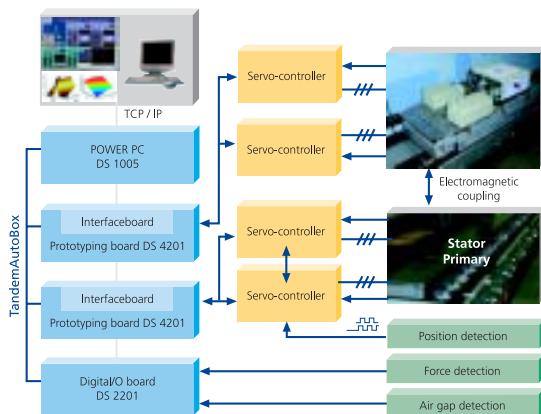 TCP / IP
POWER PC
DS 1005
Interfaceboard
Prototyping board DS 4201
Interfaceboard
Prototyping board DS 4201
Digital/O board
DS 2201
TandemAutoBox
Servo-controller
Servo-controller
Servo-controller
Servo-controller
Electromagnetic
coupling
Stator
Primary
Position detection
Force detection
Air gap detection